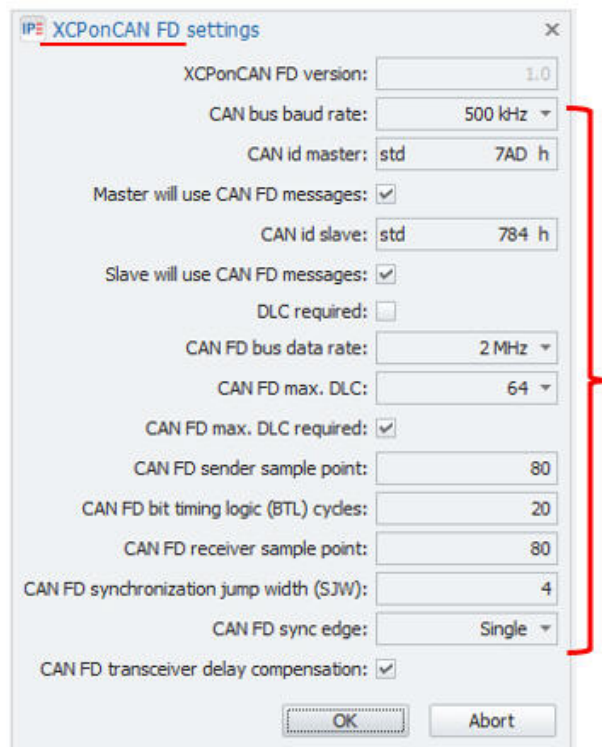 IPE XCPonCAN FD settings
XCPonCAN FD version: 1.0
CAN bus baud rate: 500 kHz
CAN id master: std 7AD h
Master will use CAN FD messages:
CAN id slave: std 784 h
Slave will use CAN FD messages:
DLC required:
CAN FD bus data rate: 2 MHz
CAN FD max. DLC: 64
CAN FD max. DLC required:
CAN FD sender sample point: 80
CAN FD bit timing logic (BTL) cycles: 20
CAN FD receiver sample point: 80
CAN FD synchronization jump width (SJW): 4
CAN FD sync edge: Single
CAN FD transceiver delay compensation:
OK Abort